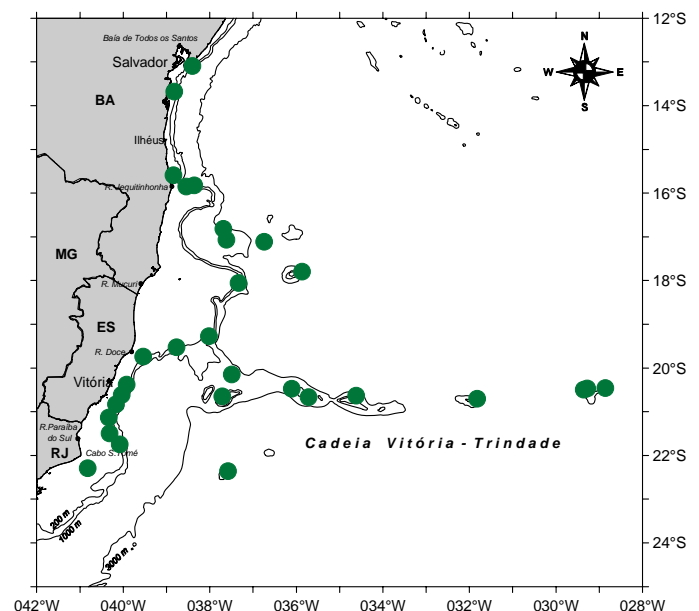 12°S
Baía de Todos os Santos
Salvador
N
W E
S
BA
14°S
Ilhéus
R. Jequitinhonha
16°S
MG
R. Mucuri
18°S
ES
R. Doce
20°S
Vitória
R.Paraíba
do Sul
Cadeia Vitória - Trindade
RJ
Cabo S.Tomé
22°S
200 m
1000 m
3000 m
24°S
042°W 040°W 038°W 036°W 034°W 032°W 030°W 028°W